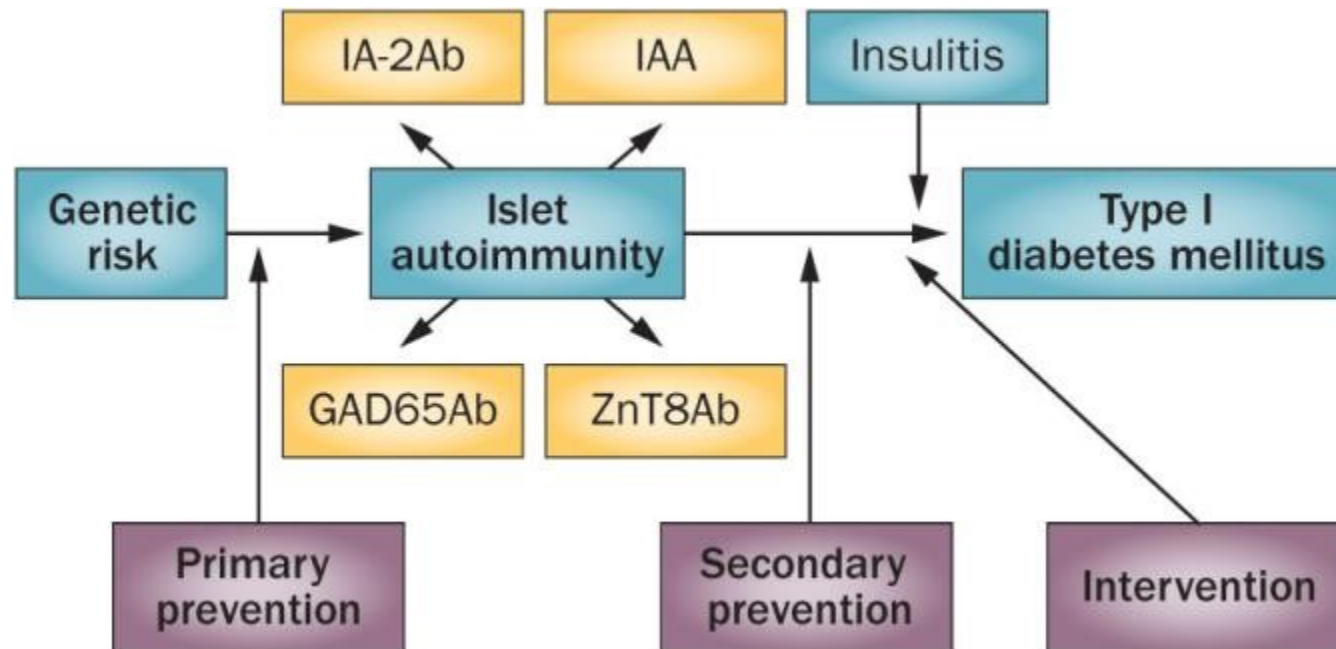 IA-2Ab
IAA
Insulitis
Genetic
risk
Islet
autoimmunity
Type I
diabetes mellitus
GAD65Ab
ZnT8Ab
Primary
prevention
Secondary
prevention
Intervention